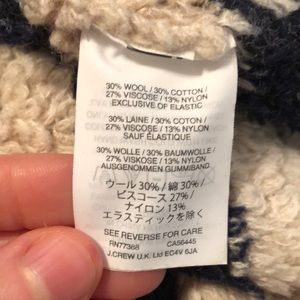 30% WOOL / 30% COTTON /
27% VISCOSE / 13% NYLON
EXCLUSIVE OF ELASTIC
30% LAINE / 30% COTON /
27% VISCOSE / 13% NYLON
SAUF ÉLASTIQUE
30% WOLLE / 30% BAUMWOLLE /
27% VISKOSE / 13% NYLON
AUSGENOMMEN GUMMIBAND
ウール 30% / 綿 30% /
ビスコース 27% /
ナイロン 13%
エラスティックを除く
SEE REVERSE FOR CARE
RN77388 CA56445
J.CREW U.K. Ltd EC4V 6JA